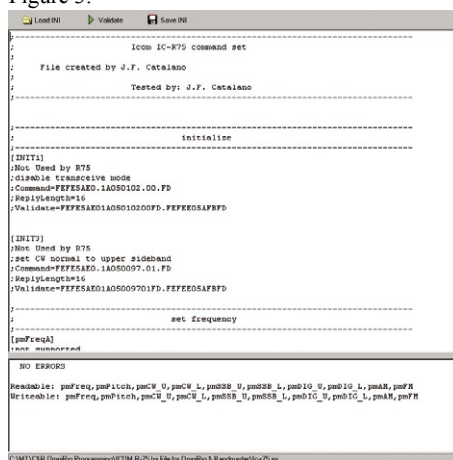 Figure 3.
Load INI Validate Save INI
;------------------------------------------------------------------
; Icom IC-R75 command set
;
; File created by J.F. Catalano
;
; Tested by: J.F. Catalano
;------------------------------------------------------------------
;------------------------------------------------------------------
; initialize
;------------------------------------------------------------------
[INIT1]
;Not Used by R75
;disable transceive mode
;Command=FEFE5AE0.1A050102.00.FD
;ReplyLength=16
;Validate=FEFE5AE01A05010200FD.FEFEE05AFBFD
[INIT3]
;Not Used by R75
;set CW normal to upper sideband
;Command=FEFE5AE0.1A050097.01.FD
;ReplyLength=16
;Validate=FEFE5AE01A05009701FD.FEFEE05AFBFD
;------------------------------------------------------------------
; set frequency
;------------------------------------------------------------------
[pmFreqA]
;not supported
NO ERRORS
Readable: pmFreq,pmPitch,pmCW_U,pmCW_L,pmSSB_U,pmSSB_L,pmDIG_U,pmDIG_L,pmAM,pmFM
Writeable: pmFreq,pmPitch,pmCW_U,pmCW_L,pmSSB_U,pmSSB_L,pmDIG_U,pmDIG_L,pmAM,pmFM